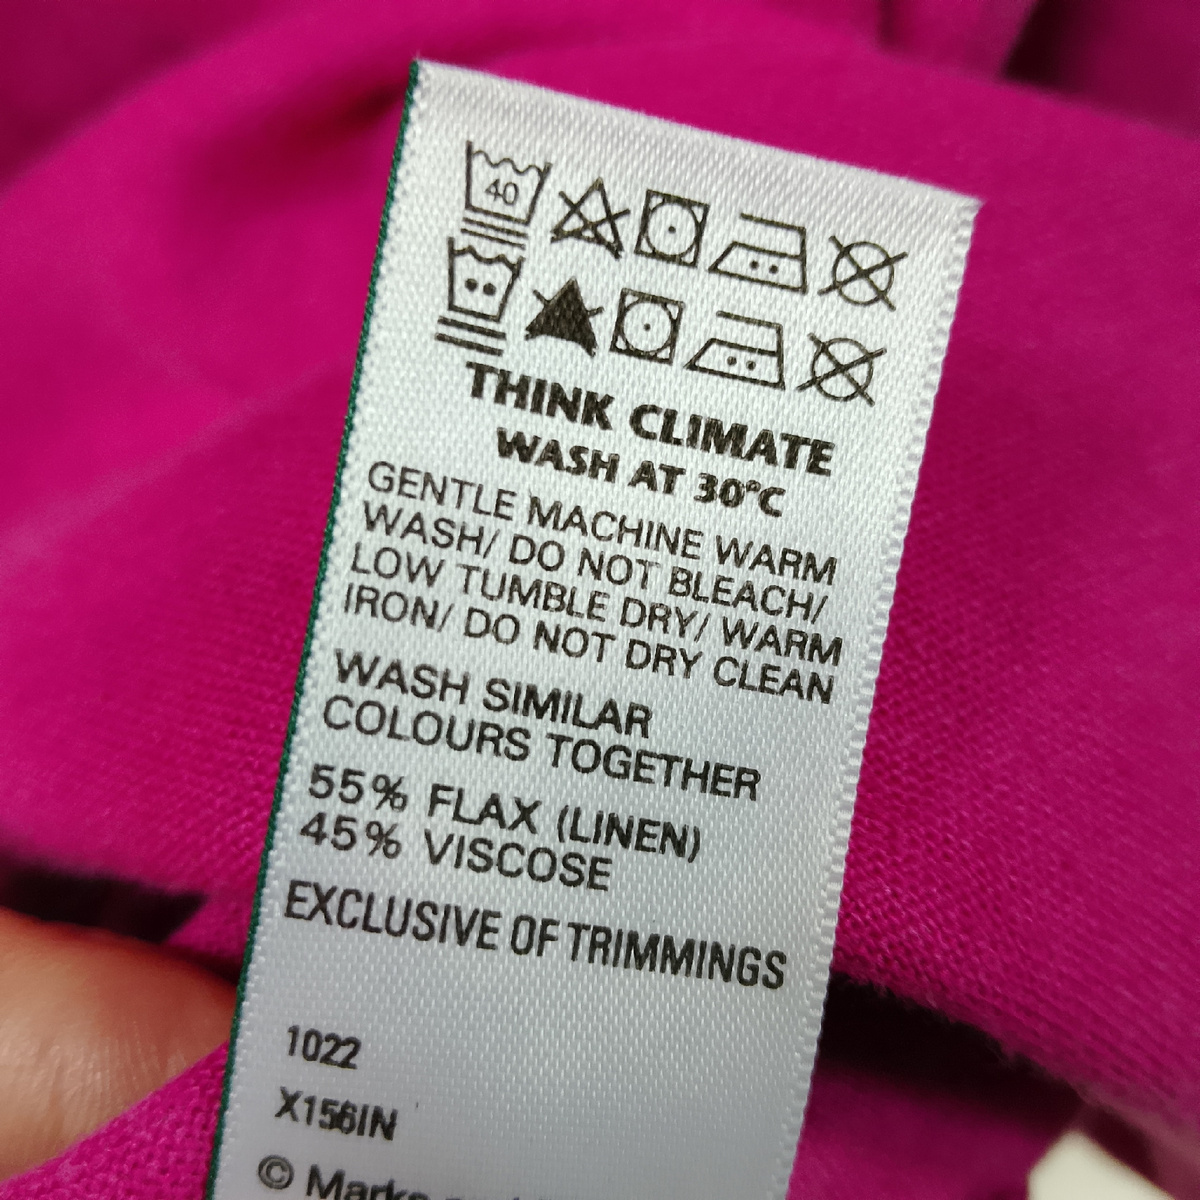 40
THINK CLIMATE
WASH AT 30°C
GENTLE MACHINE WARM
WASH/ DO NOT BLEACH/
LOW TUMBLE DRY/ WARM
IRON/ DO NOT DRY CLEAN
WASH SIMILAR
COLOURS TOGETHER
55% FLAX (LINEN)
45% VISCOSE
EXCLUSIVE OF TRIMMINGS
1022
X156IN
© Marks